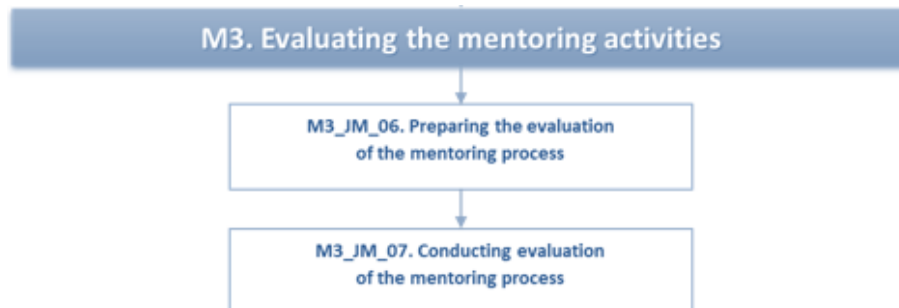 M3. Evaluating the mentoring activities
M3_JM_06. Preparing the evaluation
of the mentoring process
M3_JM_07. Conducting evaluation
of the mentoring process